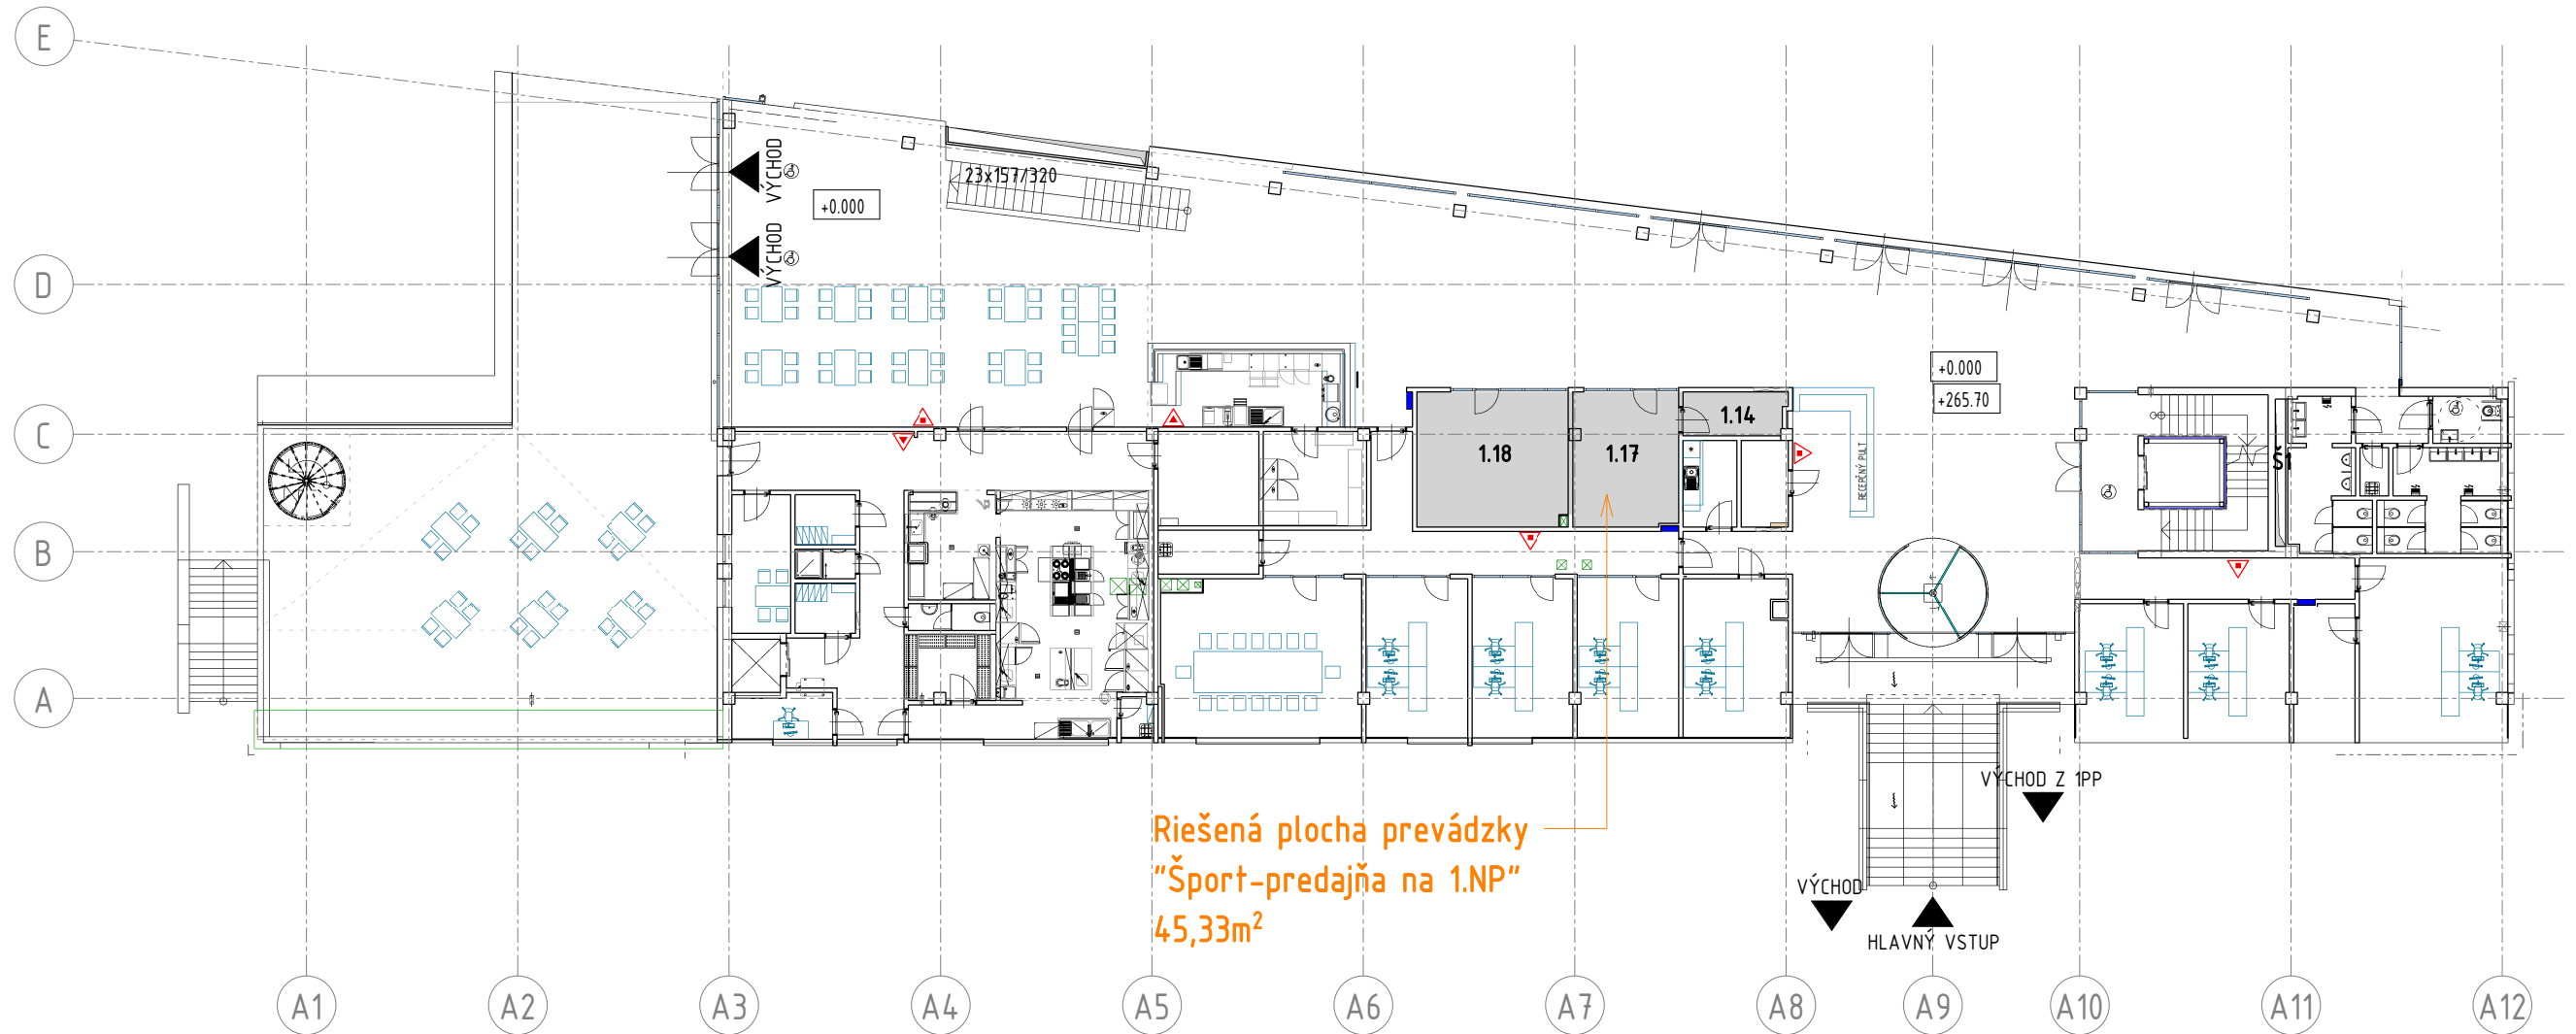 E
VÝCHOD
23x157/320
+0.000
VÝCHOD
D
+0.000
+265.70
C
1.18
1.17
1.14
RECEPČNÝ PULT
Š1
B
A
VÝCHOD Z 1PP
Riešená plocha prevádzky
"Šport-predajňa na 1.NP"
45,33m²
VÝCHOD
HLAVNÝ VSTUP
A1 A2 A3 A4 A5 A6 A7 A8 A9 A10 A11 A12